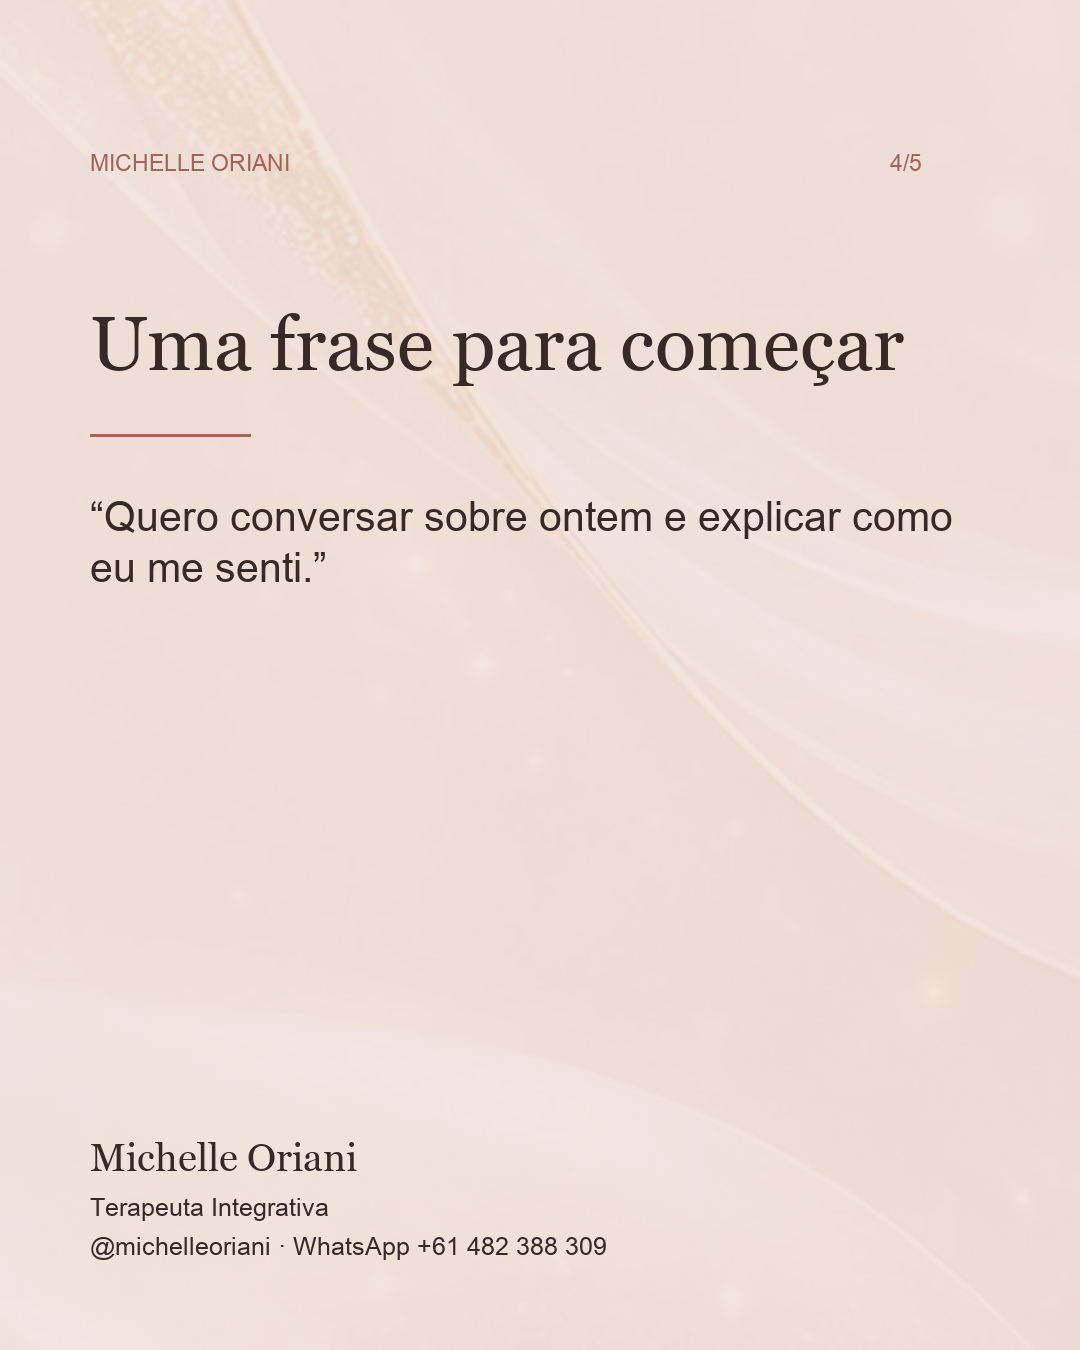 MICHELLE ORIANI
4/5
Uma frase para começar
“Quero conversar sobre ontem e explicar como
eu me senti.”
Michelle Oriani
Terapeuta Integrativa
@michelleoriani · WhatsApp +61 482 388 309